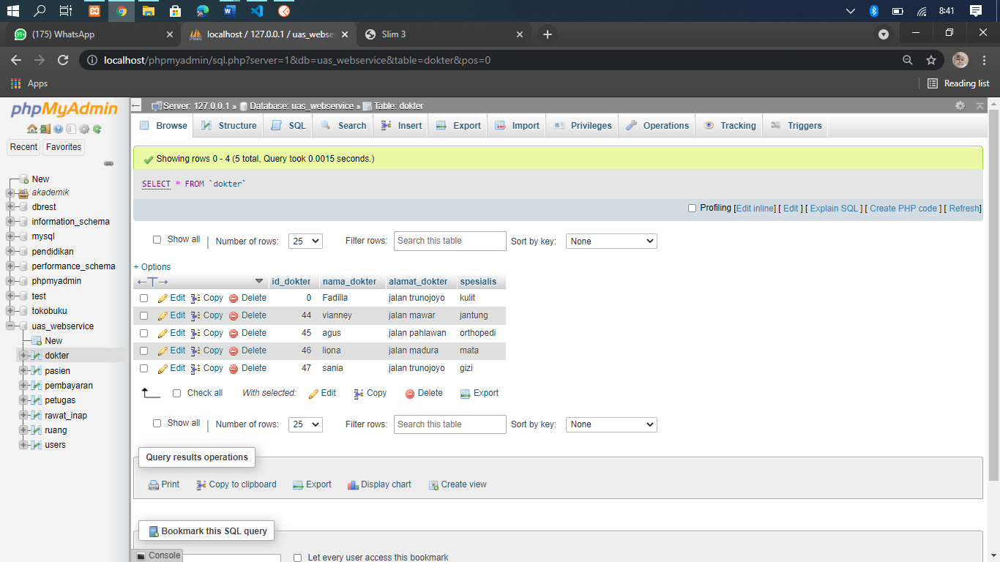 8:41
99+
(175) WhatsApp
localhost / 127.0.0.1 / uas_webse
Slim 3
localhost/phpmyadmin/sql.php?server=1&db=uas_webservice&table=dokter&pos=0
Apps
Reading list
phpMyAdmin
Recent
Favorites
New
akademik
dbrest
information_schema
mysql
pendidikan
performance_schema
phpmyadmin
test
tokobuku
uas_webservice
New
dokter
pasien
pembayaran
petugas
rawat_inap
ruang
users
Server: 127.0.0.1 » Database: uas_webservice » Table: dokter
Browse Structure SQL Search Insert Export Import Privileges Operations Tracking Triggers
Showing rows 0 - 4 (5 total, Query took 0.0015 seconds.)
SELECT * FROM `dokter`
Profiling [Edit inline] [ Edit ] [ Explain SQL ] [ Create PHP code ] [ Refresh]
Show all | Number of rows: 25 Filter rows: Search this table Sort by key: None
+ Options
←T→ id_dokter nama_dokter alamat_dokter spesialis
Edit Copy Delete 0 Fadilla jalan trunojoyo kulit
Edit Copy Delete 44 vianney jalan mawar jantung
Edit Copy Delete 45 agus jalan pahlawan orthopedi
Edit Copy Delete 46 liona jalan madura mata
Edit Copy Delete 47 sania jalan trunojoyo gizi
Check all With selected: Edit Copy Delete Export
Show all | Number of rows: 25 Filter rows: Search this table Sort by key: None
Query results operations
Print Copy to clipboard Export Display chart Create view
Bookmark this SQL query
Console
Let every user access this bookmark